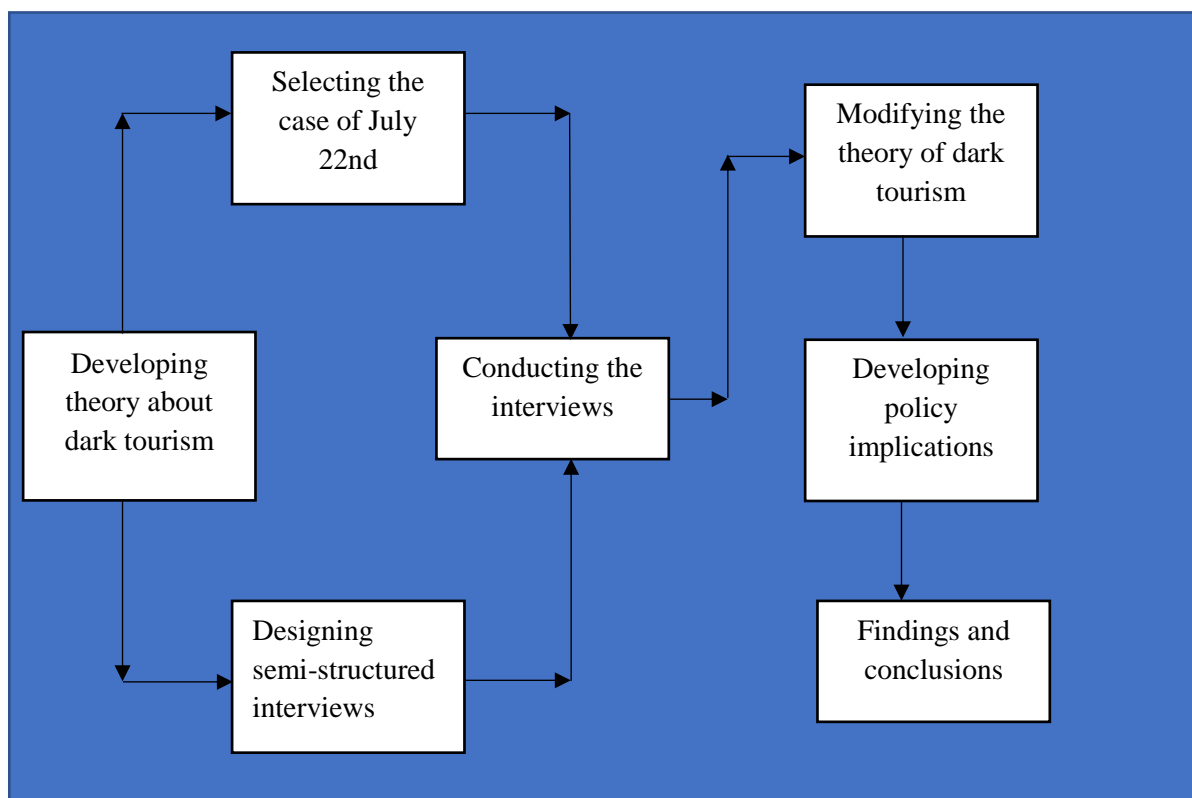 Selecting the
case of July
22nd
Modifying the
theory of dark
tourism
Developing
theory about
dark tourism
Conducting the
interviews
Developing
policy
implications
Designing
semi-structured
interviews
Findings and
conclusions